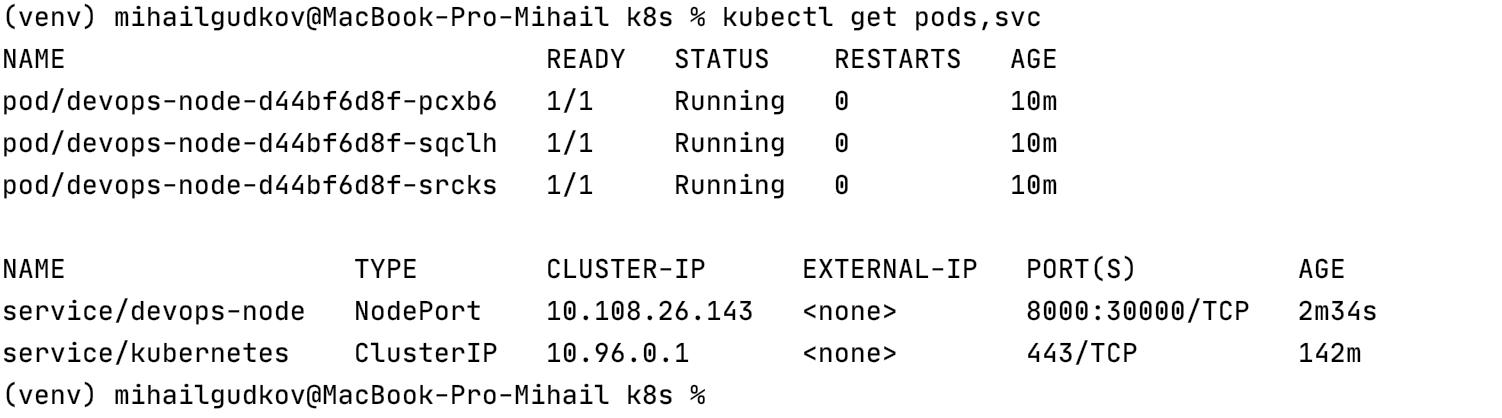 (venv) mihailgudkov@MacBook-Pro-Mihail k8s % kubectl get pods,svc
NAME                              READY   STATUS    RESTARTS   AGE
pod/devops-node-d44bf6d8f-pcxb6   1/1     Running   0          10m
pod/devops-node-d44bf6d8f-sqclh   1/1     Running   0          10m
pod/devops-node-d44bf6d8f-srcks   1/1     Running   0          10m
NAME                  TYPE        CLUSTER-IP      EXTERNAL-IP   PORT(S)          AGE
service/devops-node   NodePort    10.108.26.143   <none>        8000:30000/TCP   2m34s
service/kubernetes    ClusterIP   10.96.0.1       <none>        443/TCP          142m
(venv) mihailgudkov@MacBook-Pro-Mihail k8s %